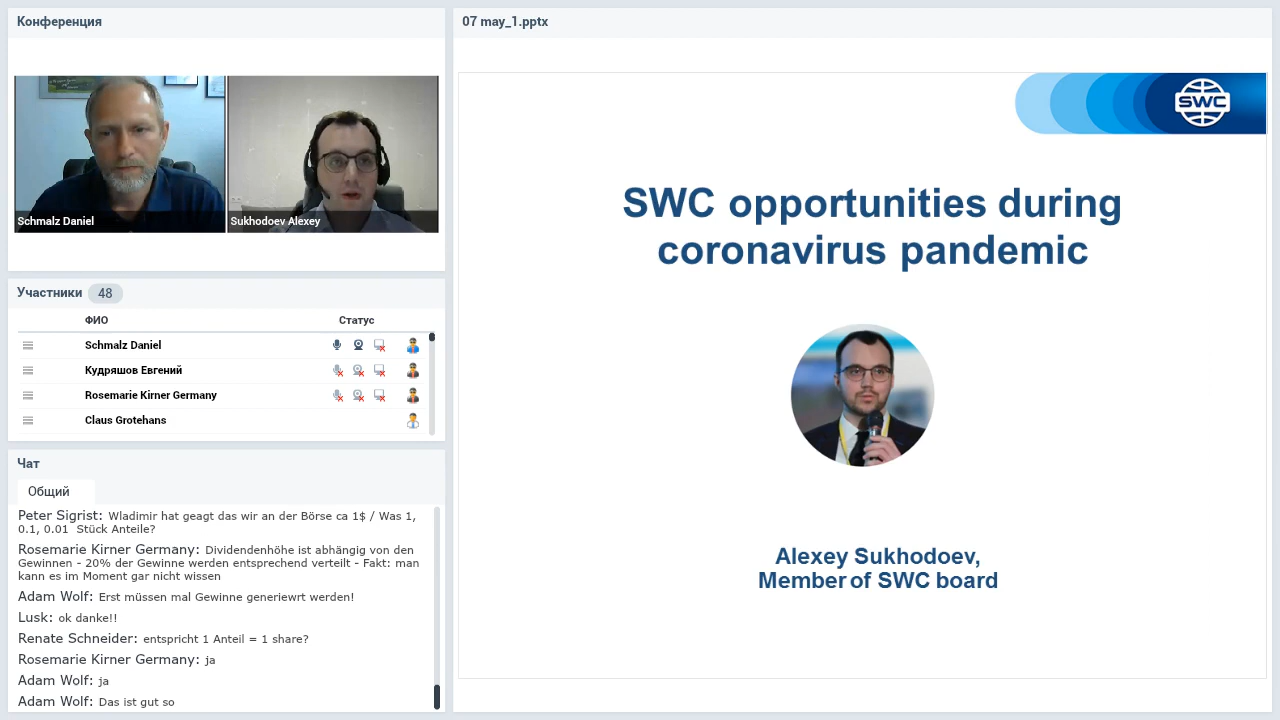 Конференция
Schmalz Daniel
Sukhodoev Alexey
Участники 48
ФИО Статус
Schmalz Daniel
Кудряшов Евгений
Rosemarie Kirner Germany
Claus Grotehans
Чат
Общий
Peter Sigrist: Wladimir hat geagt das wir an der Börse ca 1$ / Was 1,
0.1, 0.01 Stück Anteile?
Rosemarie Kirner Germany: Dividendenhöhe ist abhängig von den
Gewinnen - 20% der Gewinne werden entsprechend verteilt - Fakt: man
kann es im Moment gar nicht wissen
Adam Wolf: Erst müssen mal Gewinne generiewrt werden!
Lusk: ok danke!!
Renate Schneider: entspricht 1 Anteil = 1 share?
Rosemarie Kirner Germany: ja
Adam Wolf: ja
Adam Wolf: Das ist gut so
07 may_1.pptx
SWC
SWC opportunities during
coronavirus pandemic
Alexey Sukhodoev,
Member of SWC board